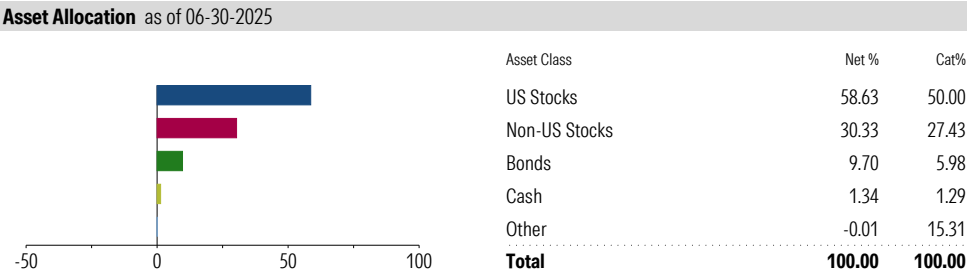 Asset Allocation as of 06-30-2025
Asset Class Net % Cat%
US Stocks 58.63 50.00
Non-US Stocks 30.33 27.43
Bonds 9.70 5.98
Cash 1.34 1.29
Other -0.01 15.31
Total 100.00 100.00
-50 0 50 100